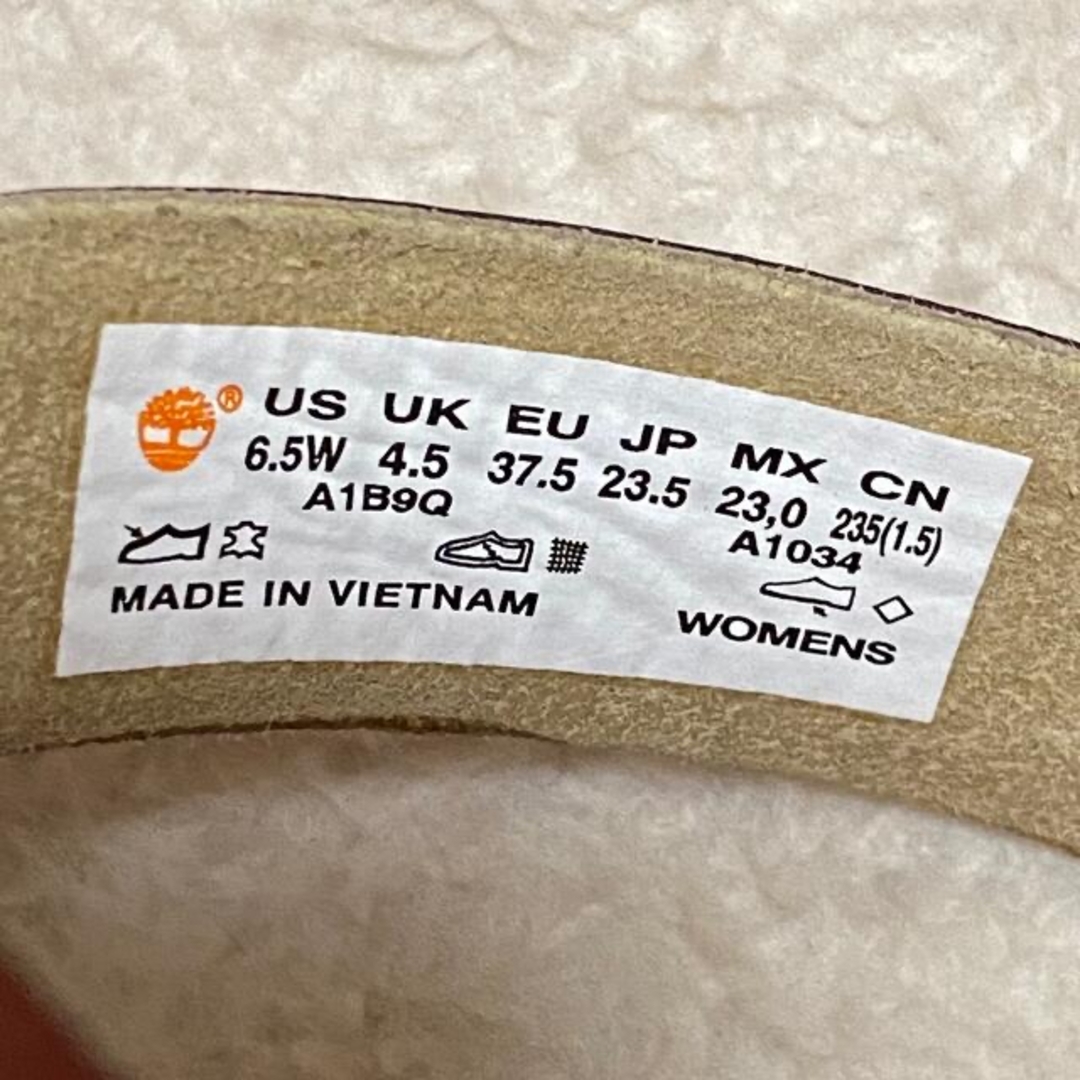 ® US UK EU JP MX CN
6.5W 4.5 37.5 23.5 23,0 235(1.5)
A1B9Q A1034
MADE IN VIETNAM WOMENS